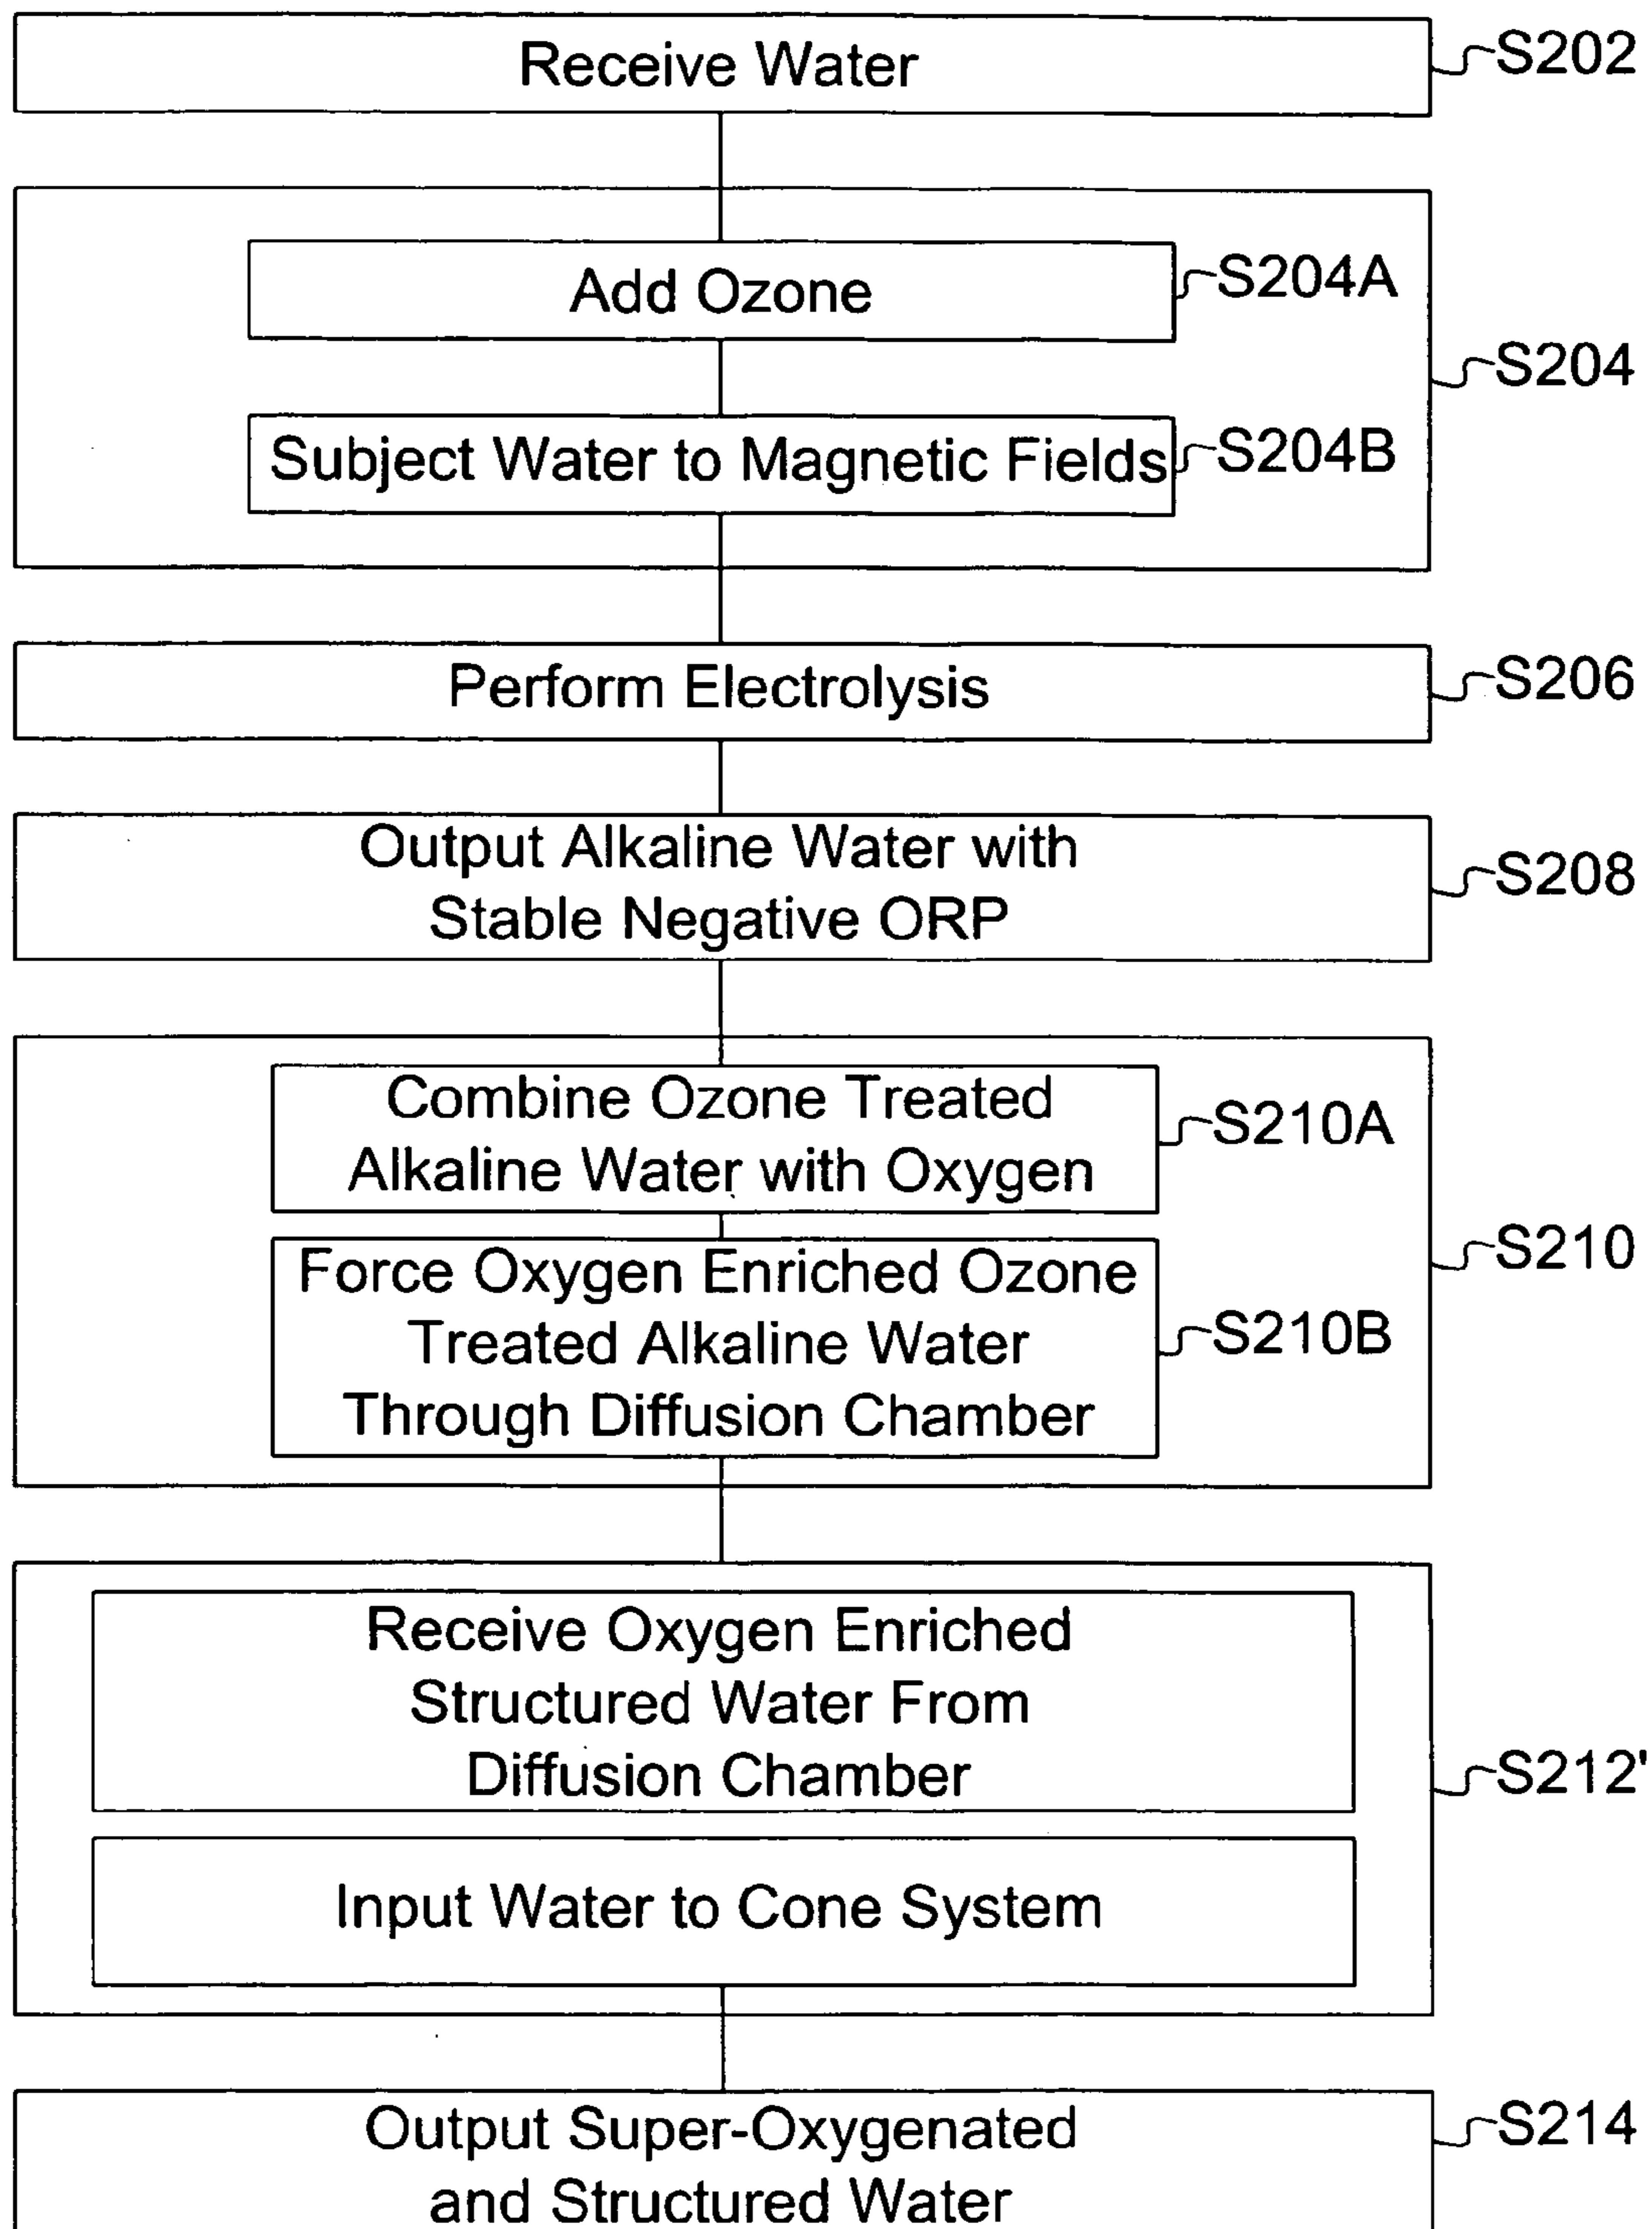 Receive Water
S202
Add Ozone
S204A
S204
Subject Water to Magnetic Fields
S204B
Perform Electrolysis
S206
Output Alkaline Water with
Stable Negative ORP
S208
Combine Ozone Treated
Alkaline Water with Oxygen
S210A
S210
Force Oxygen Enriched Ozone
Treated Alkaline Water
Through Diffusion Chamber
S210B
Receive Oxygen Enriched
Structured Water From
Diffusion Chamber
S212'
Input Water to Cone System
Output Super-Oxygenated
and Structured Water
S214